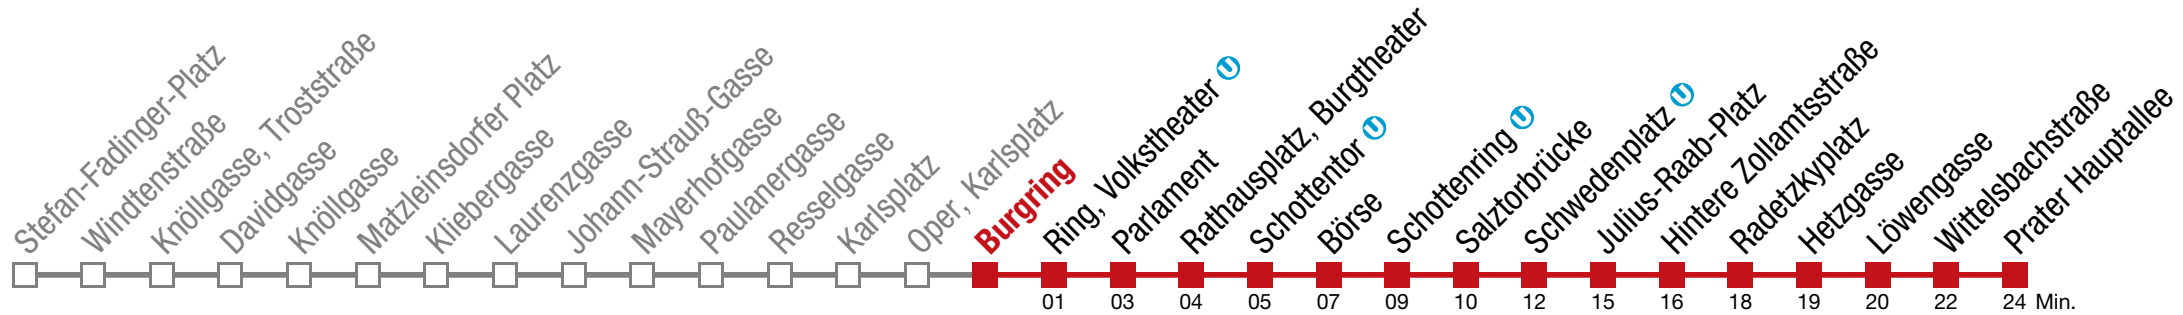 Stefan-Fadinger-Platz
Windtenstraße
Knöllgasse, Troststraße
Davidgasse
Knöllgasse
Matzleinsdorfer Platz
Kliebergasse
Laurenzgasse
Johann-Strauß-Gasse
Mayerhofgasse
Paulanergasse
Resselgasse
Karlsplatz
Oper, Karlsplatz
Burgring
Ring, Volkstheater U
Parlament
Rathausplatz, Burgtheater
Schottentor U
Börse
Schottenring U
Salztorbrücke
Schwedenplatz U
Julius-Raab-Platz
Hintere Zollamtsstraße
Radetzkyplatz
Hetzgasse
Löwengasse
Wittelsbachstraße
Prater Hauptallee
01 03 04 05 07 09 10 12 15 16 18 19 20 22 24 Min.